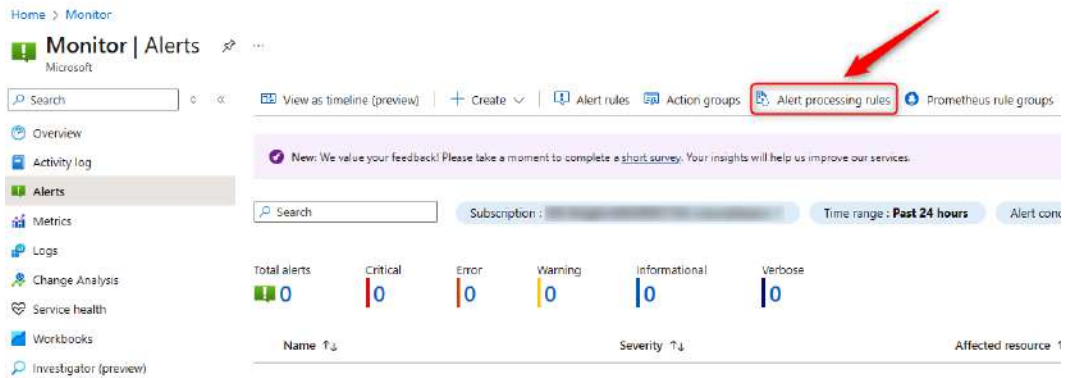 Home > Monitor
Monitor | Alerts ...
Microsoft
Search
View as timeline (preview) Create Alert rules Action groups Alert processing rules Prometheus rule groups
Overview
Activity log
New: We value your feedback! Please take a moment to complete a short survey. Your insights will help us improve our services.
Alerts
Metrics
Search Subscription : Time range : Past 24 hours Alert
Logs
Change Analysis
Total alerts Critical Error Warning Informational Verbose
0 0 0 0 0 0
Service health
Workbooks
Name ↑↓ Severity ↑↓ Affected resource
Investigator (preview)